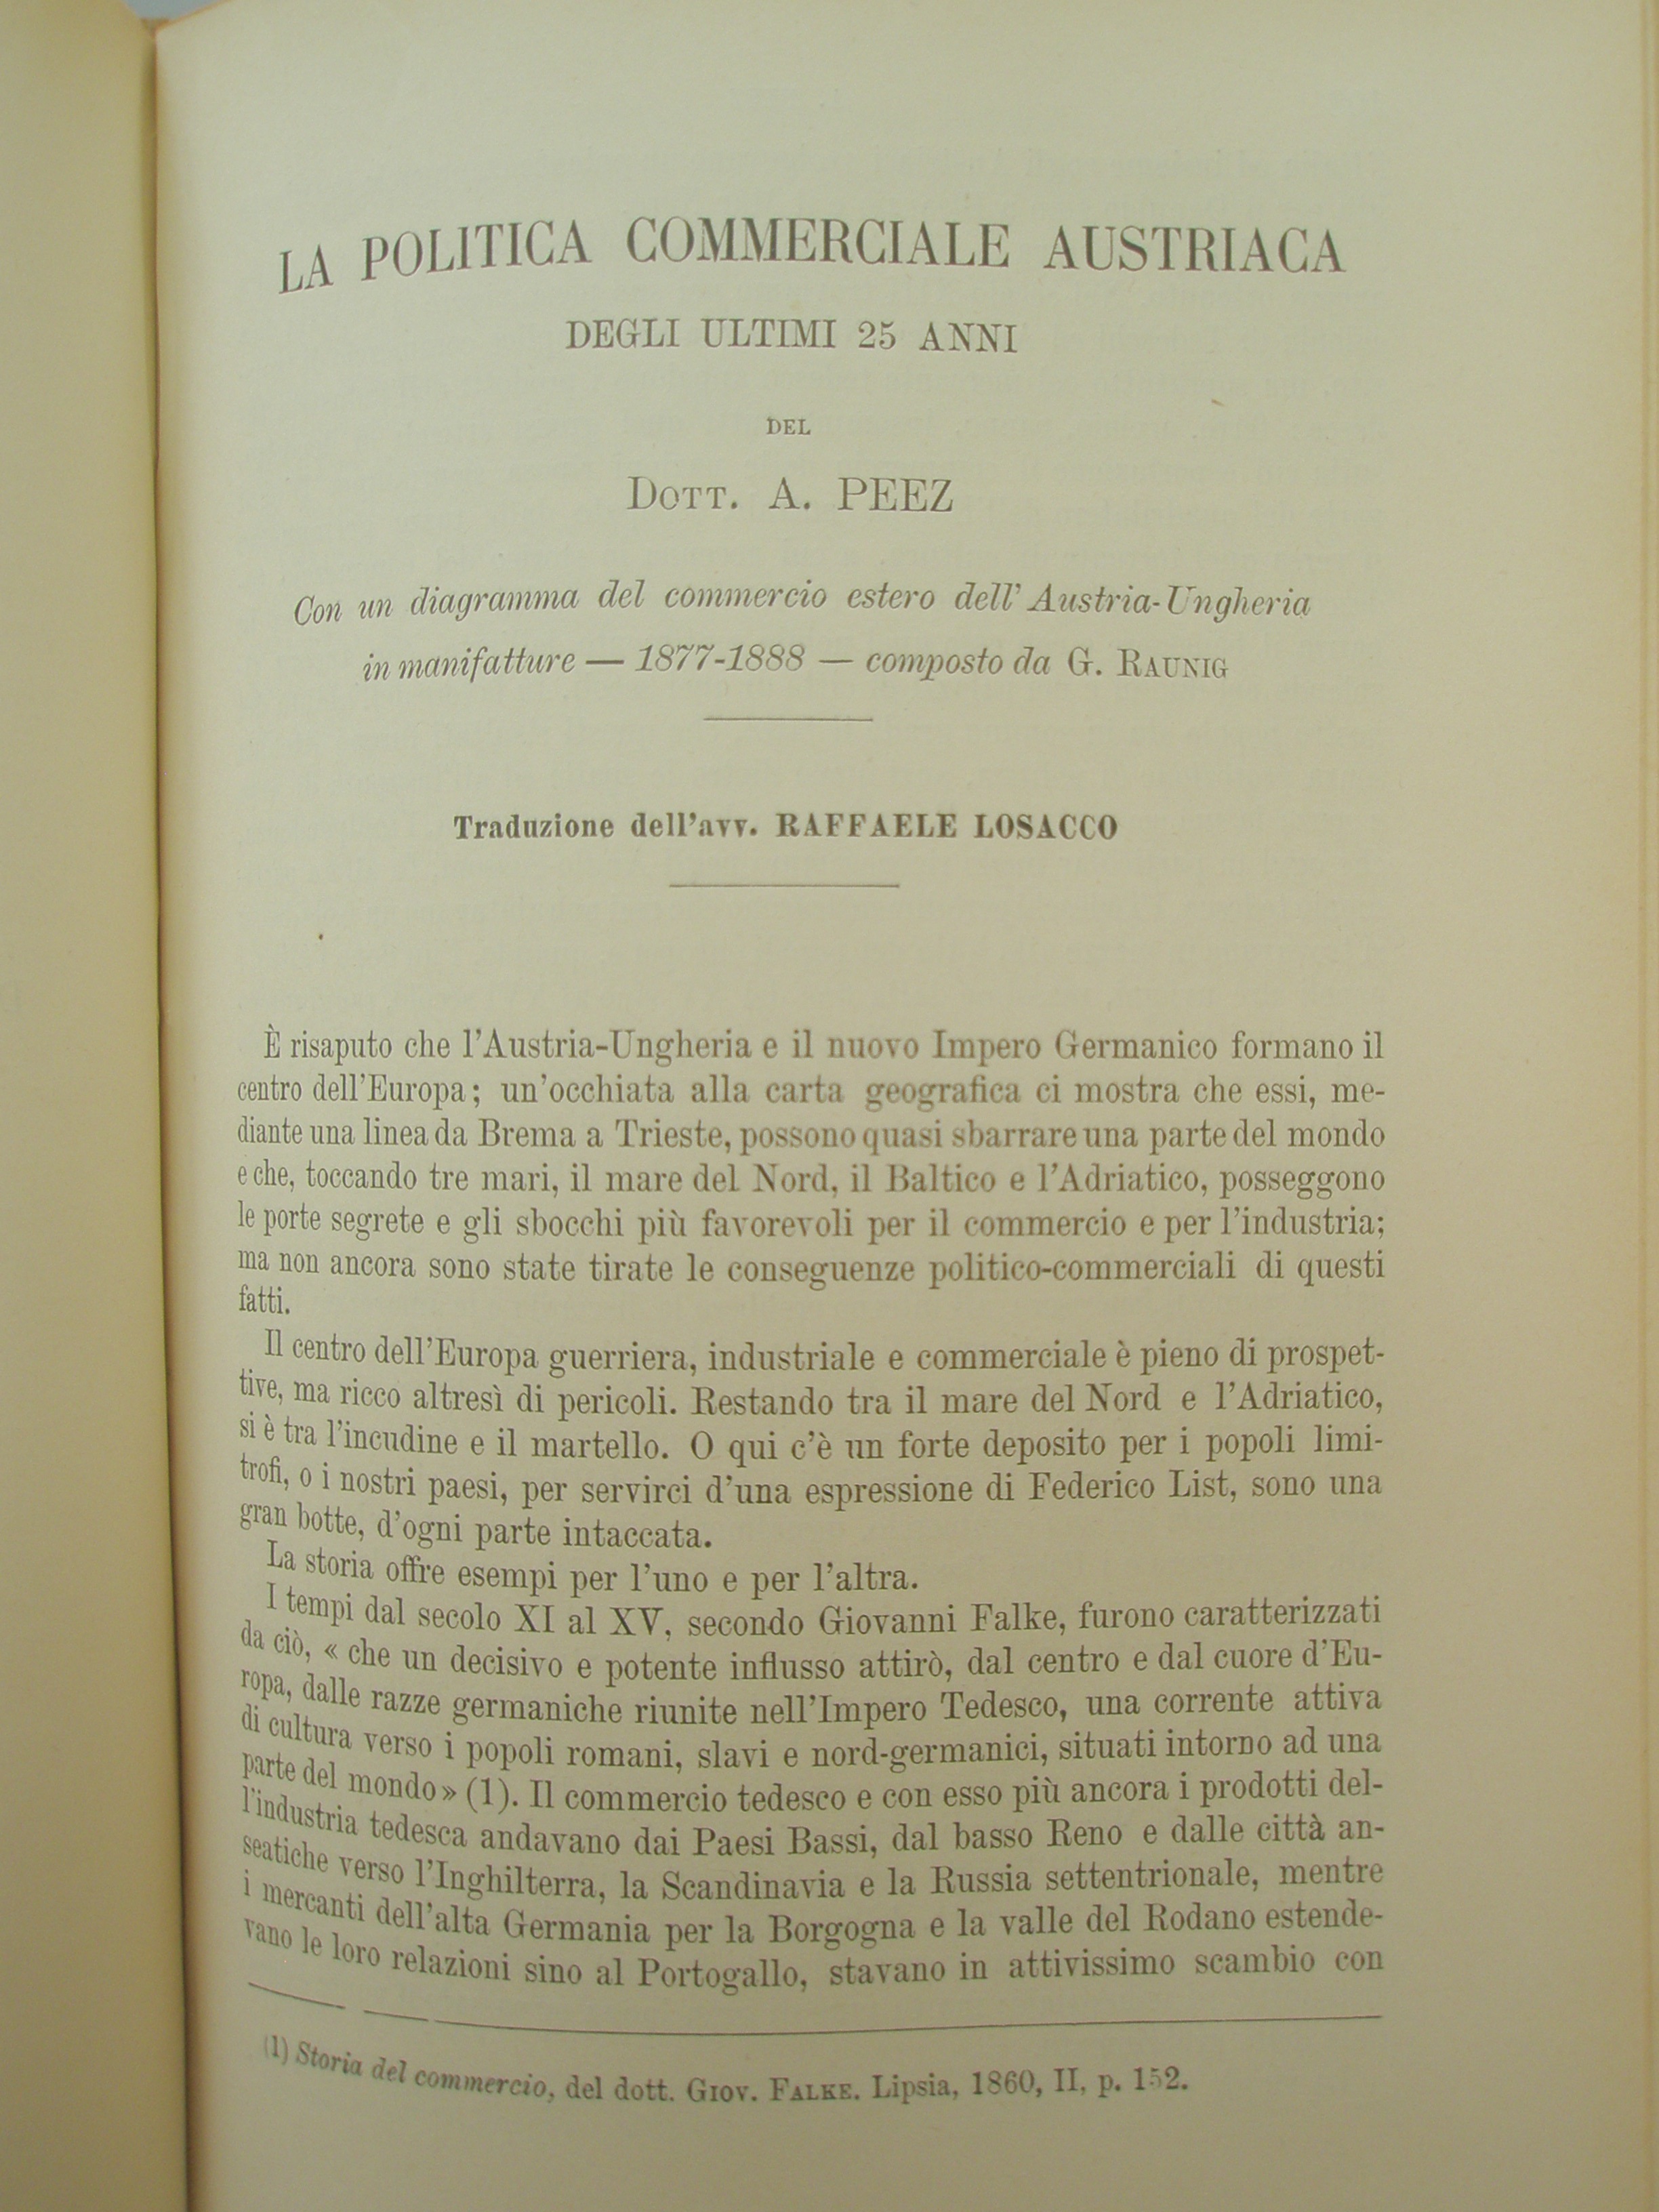 LA POLITICA COMMERCIALE AUSTRIACA
DEGLI ULTIMI 25 ANNI
DEL
DOTT. A. PEEZ
Con un diagramma del commercio estero dell'Austria-Ungheria
in manifatture — 1877-1888 — composto da G. RAUNIG
Traduzione dell'avv. RAFFAELE LOSACCO
È risaputo che l'Austria-Ungheria e il nuovo Impero Germanico formano il
centro dell'Europa; un'occhiata alla carta geografica ci mostra che essi, me-
diante una linea da Brema a Trieste, possono quasi sbarrare una parte del mondo
e che, toccando tre mari, il mare del Nord, il Baltico e l'Adriatico, posseggono
le porte segrete e gli sbocchi più favorevoli per il commercio e per l'industria;
ma non ancora sono state tirate le conseguenze politico-commerciali di questi
fatti.
Il centro dell'Europa guerriera, industriale e commerciale è pieno di prospet-
tive, ma ricco altresì di pericoli. Restando tra il mare del Nord e l'Adriatico,
si è tra l'incudine e il martello. O qui c'è un forte deposito per i popoli limi-
trofi, o i nostri paesi, per servirci d'una espressione di Federico List, sono una
gran botte, d'ogni parte intaccata.
La storia offre esempi per l'uno e per l'altra.
I tempi dal secolo XI al XV, secondo Giovanni Falke, furono caratterizzati
da ciò, « che un decisivo e potente influsso attirò, dal centro e dal cuore d'Eu-
ropa, dalle razze germaniche riunite nell'Impero Tedesco, una corrente attiva
di cultura verso i popoli romani, slavi e nord-germanici, situati intorno ad una
parte del mondo » (1). Il commercio tedesco e con esso più ancora i prodotti del-
l'industria tedesca andavano dai Paesi Bassi, dal basso Reno e dalle città an-
seatiche verso l'Inghilterra, la Scandinavia e la Russia settentrionale, mentre
i mercanti dell'alta Germania per la Borgogna e la valle del Rodano estende-
vano le loro relazioni sino al Portogallo, stavano in attivissimo scambio con
(1) Storia del commercio, del dott. GIOV. FALKE. Lipsia, 1860, II, p. 152.